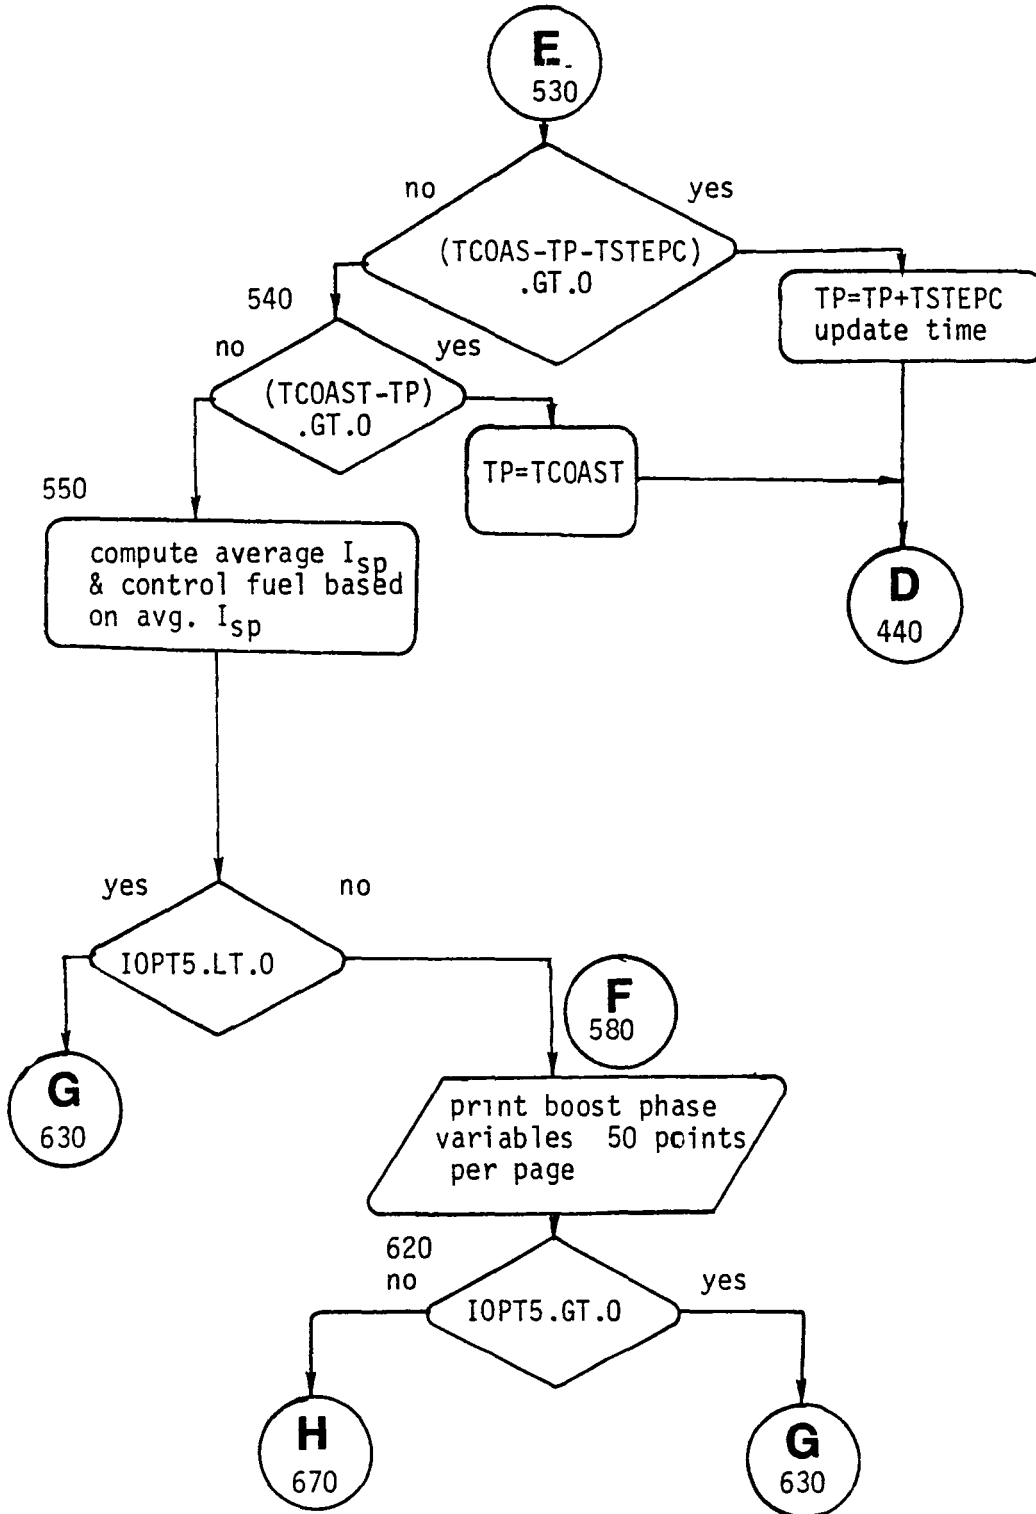 E
530
no
yes
(TCOAS-TP-TSTEPC)
.GT.0
TP=TP+TSTEPC
update time
540
no
yes
(TCOAST-TP)
.GT.0
TP=TCOAST
550
compute average Isp
& control fuel based
on avg. Isp
D
440
yes
no
IOPT5.LT.0
F
580
G
630
print boost phase
variables 50 points
per page
620
no
yes
IOPT5.GT.0
H
670
G
630